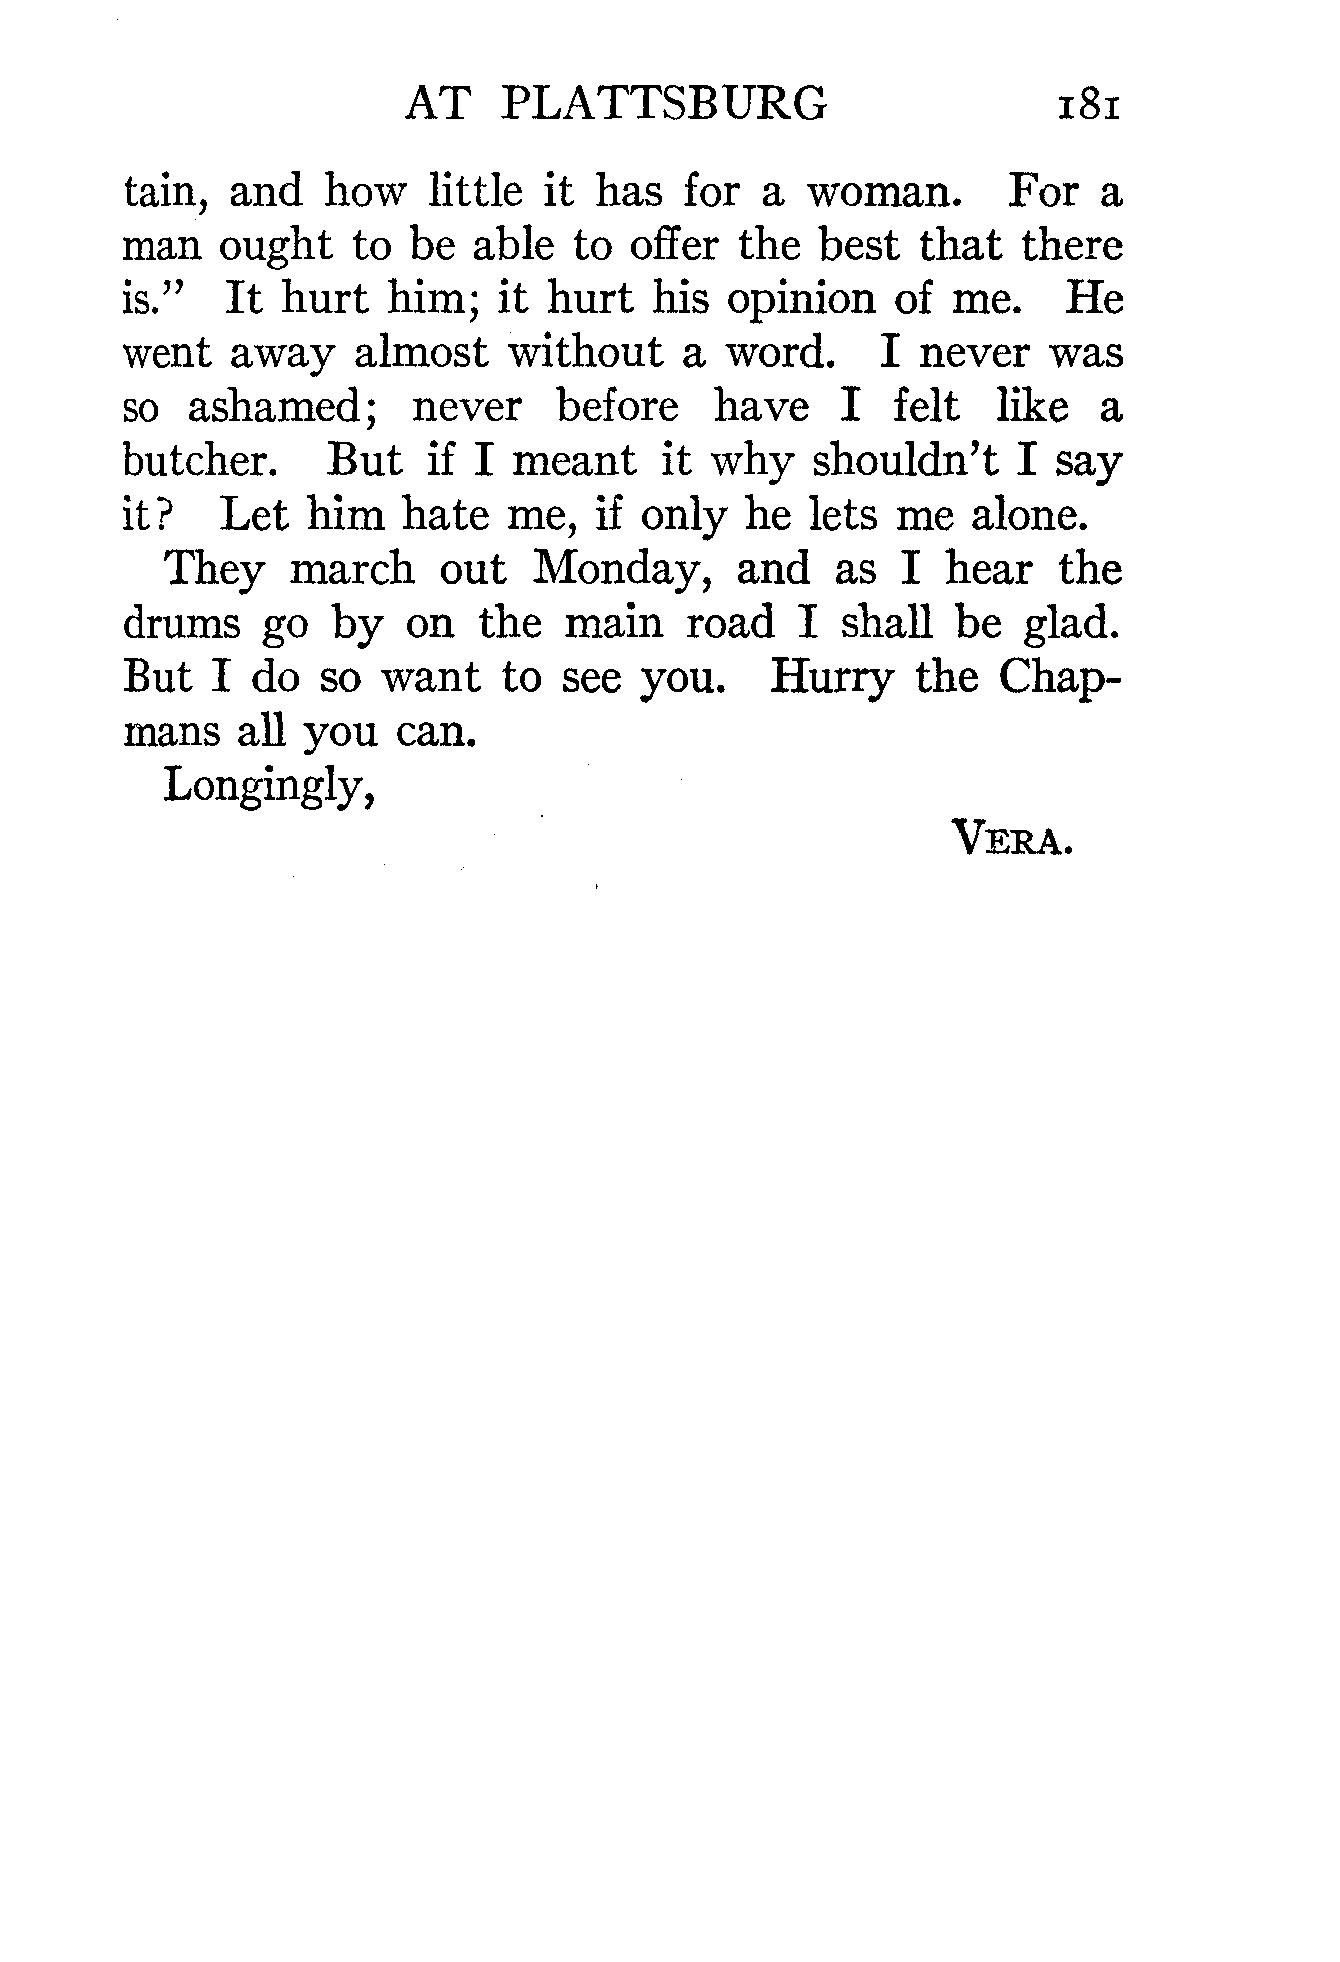 AT PLATTSBURG 181
tain, and how little it has for a woman. For a
man ought to be able to offer the best that there
is.” It hurt him; it hurt his opinion of me. He
went away almost without a word. I never was
so ashamed; never before have I felt like a
butcher. But if I meant it why shouldn’t I say
it? Let him hate me, if only he lets me alone.
They march out Monday, and as I hear the
drums go by on the main road I shall be glad.
But I do so want to see you. Hurry the Chap-
mans all you can.
Longingly,
VERA.